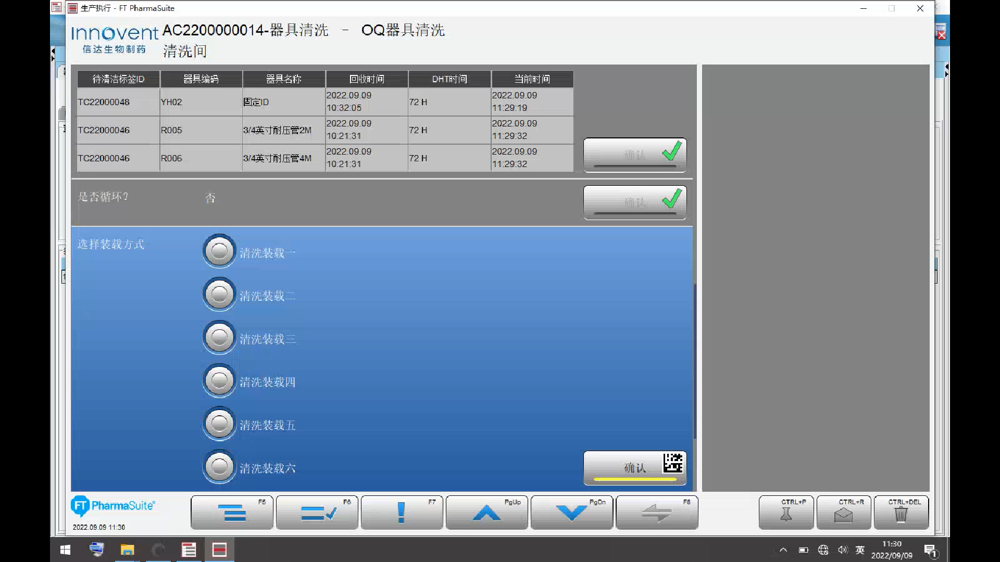 生产执行 - FT PharmaSuite
Innovent
信达生物制药
AC2200000014-器具清洗 - OQ器具清洗
清洗间
待清洁标签ID 器具编码 器具名称 回收时间 DHT时间 当前时间
TC22000048 YH02 固定ID 2022.09.09 10:32:05 72 H 2022.09.09 11:29:19
TC22000046 R005 3/4英寸耐压管2M 2022.09.09 10:21:31 72 H 2022.09.09 11:29:32
TC22000046 R006 3/4英寸耐压管4M 2022.09.09 10:21:31 72 H 2022.09.09 11:29:32
确认
是否循环? 否
确认
选择装载方式
清洗装载一
清洗装载二
清洗装载三
清洗装载四
清洗装载五
清洗装载六
确认
FT PharmaSuite®
2022.09.09 11:30
F5
F6
F7
PgUp
PgDn
F8
CTRL+P
CTRL+R
CTRL+DEL
英
11:30
2022/09/09
1